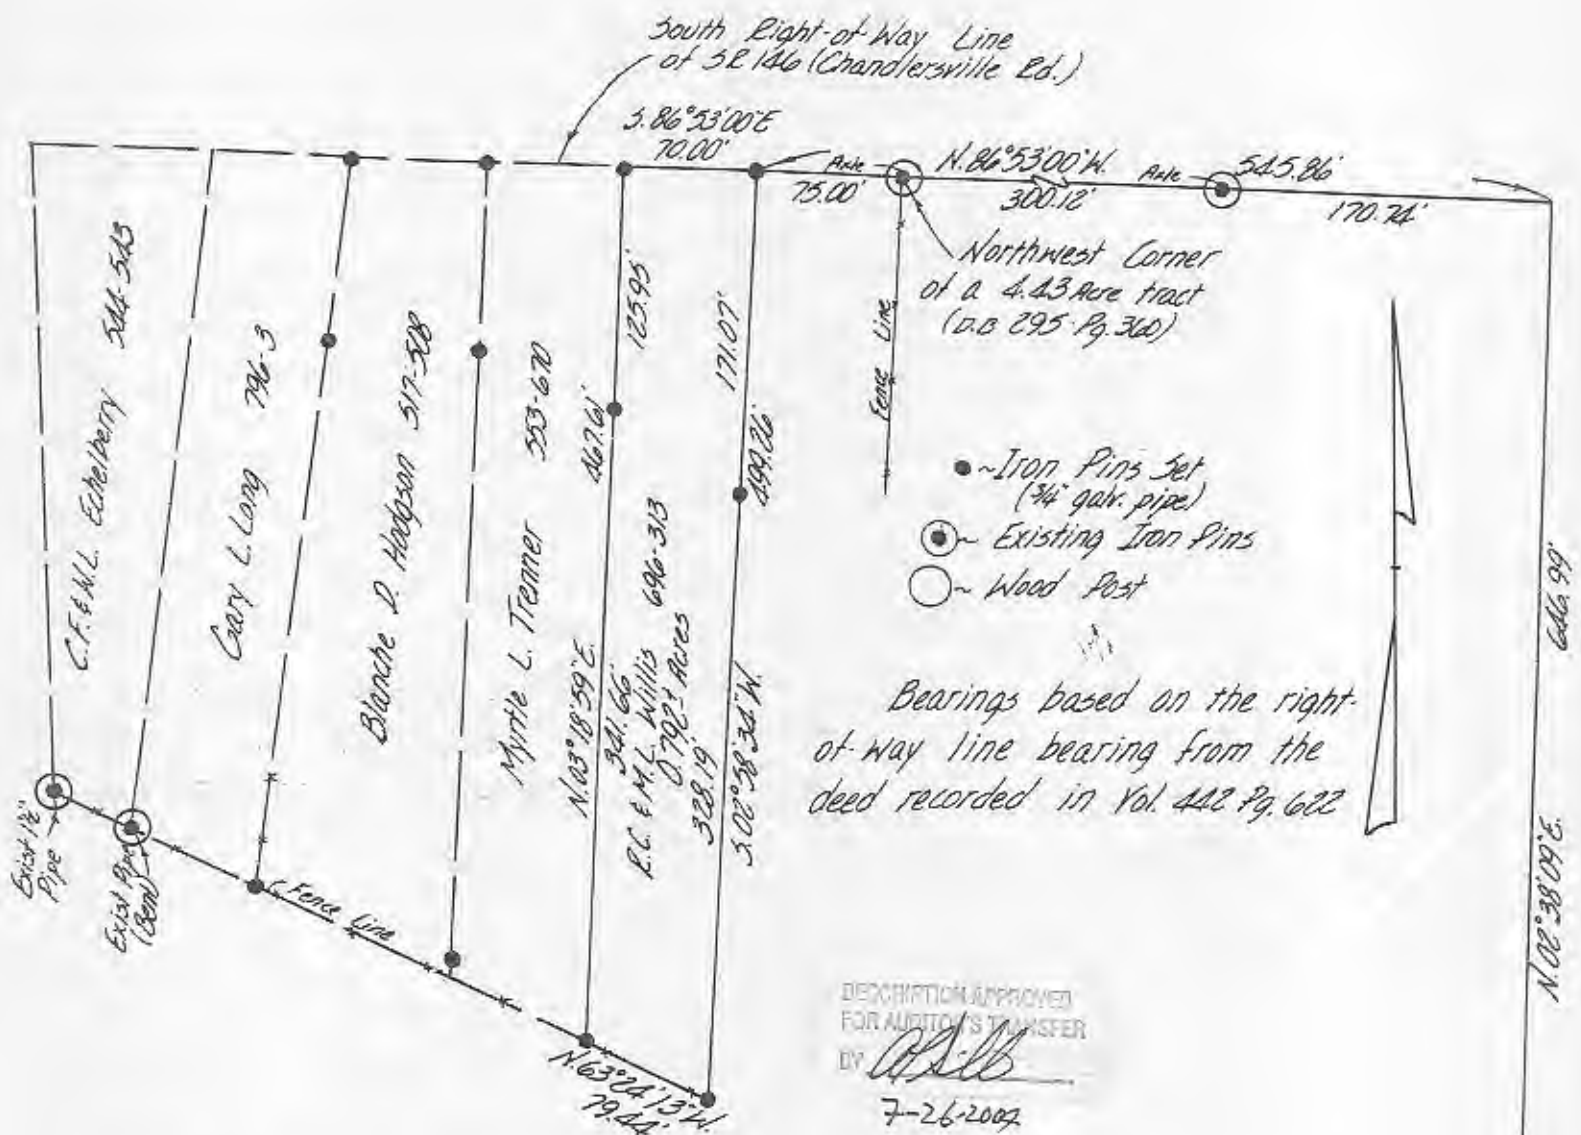 South Right-of-Way Line
of SR 146 (Chandlersville Rd.)
S.86°53'00"E
70.00'
Axle
75.00'
N.86°53'00"W.
300.12'
Axle
545.86'
170.74'
Northwest Corner
of a 4.43 Acre tract
(D.B 295-Pg. 360)
Fence Line
C.F. & W.L. Echelberry 544-543
Gary L. Long 796-3
Blanche D. Hodgson 517-508
Myrtle L. Trenner 553-670
125.95'
467.61'
N.03°18'59"E.
341.66'
R.C. & M.L. Willis 696-313
0.792± Acres
171.07'
499.26'
328.19'
S.02°58'34"W.
~Iron Pins Set
(3/4" galv. pipe)
~ Existing Iron Pins
~ Wood Post
Bearings based on the right-
of-way line bearing from the
deed recorded in Vol. 442 Pg. 622
646.99'
N.02°38'09"E.
Exist 1½"
Pipe
Exist Pipe
(Bent)
Fence Line
N.63°24'13"W.
79.44'
DESCRIPTION APPROVED
FOR AUDITOR'S TRANSFER
BY